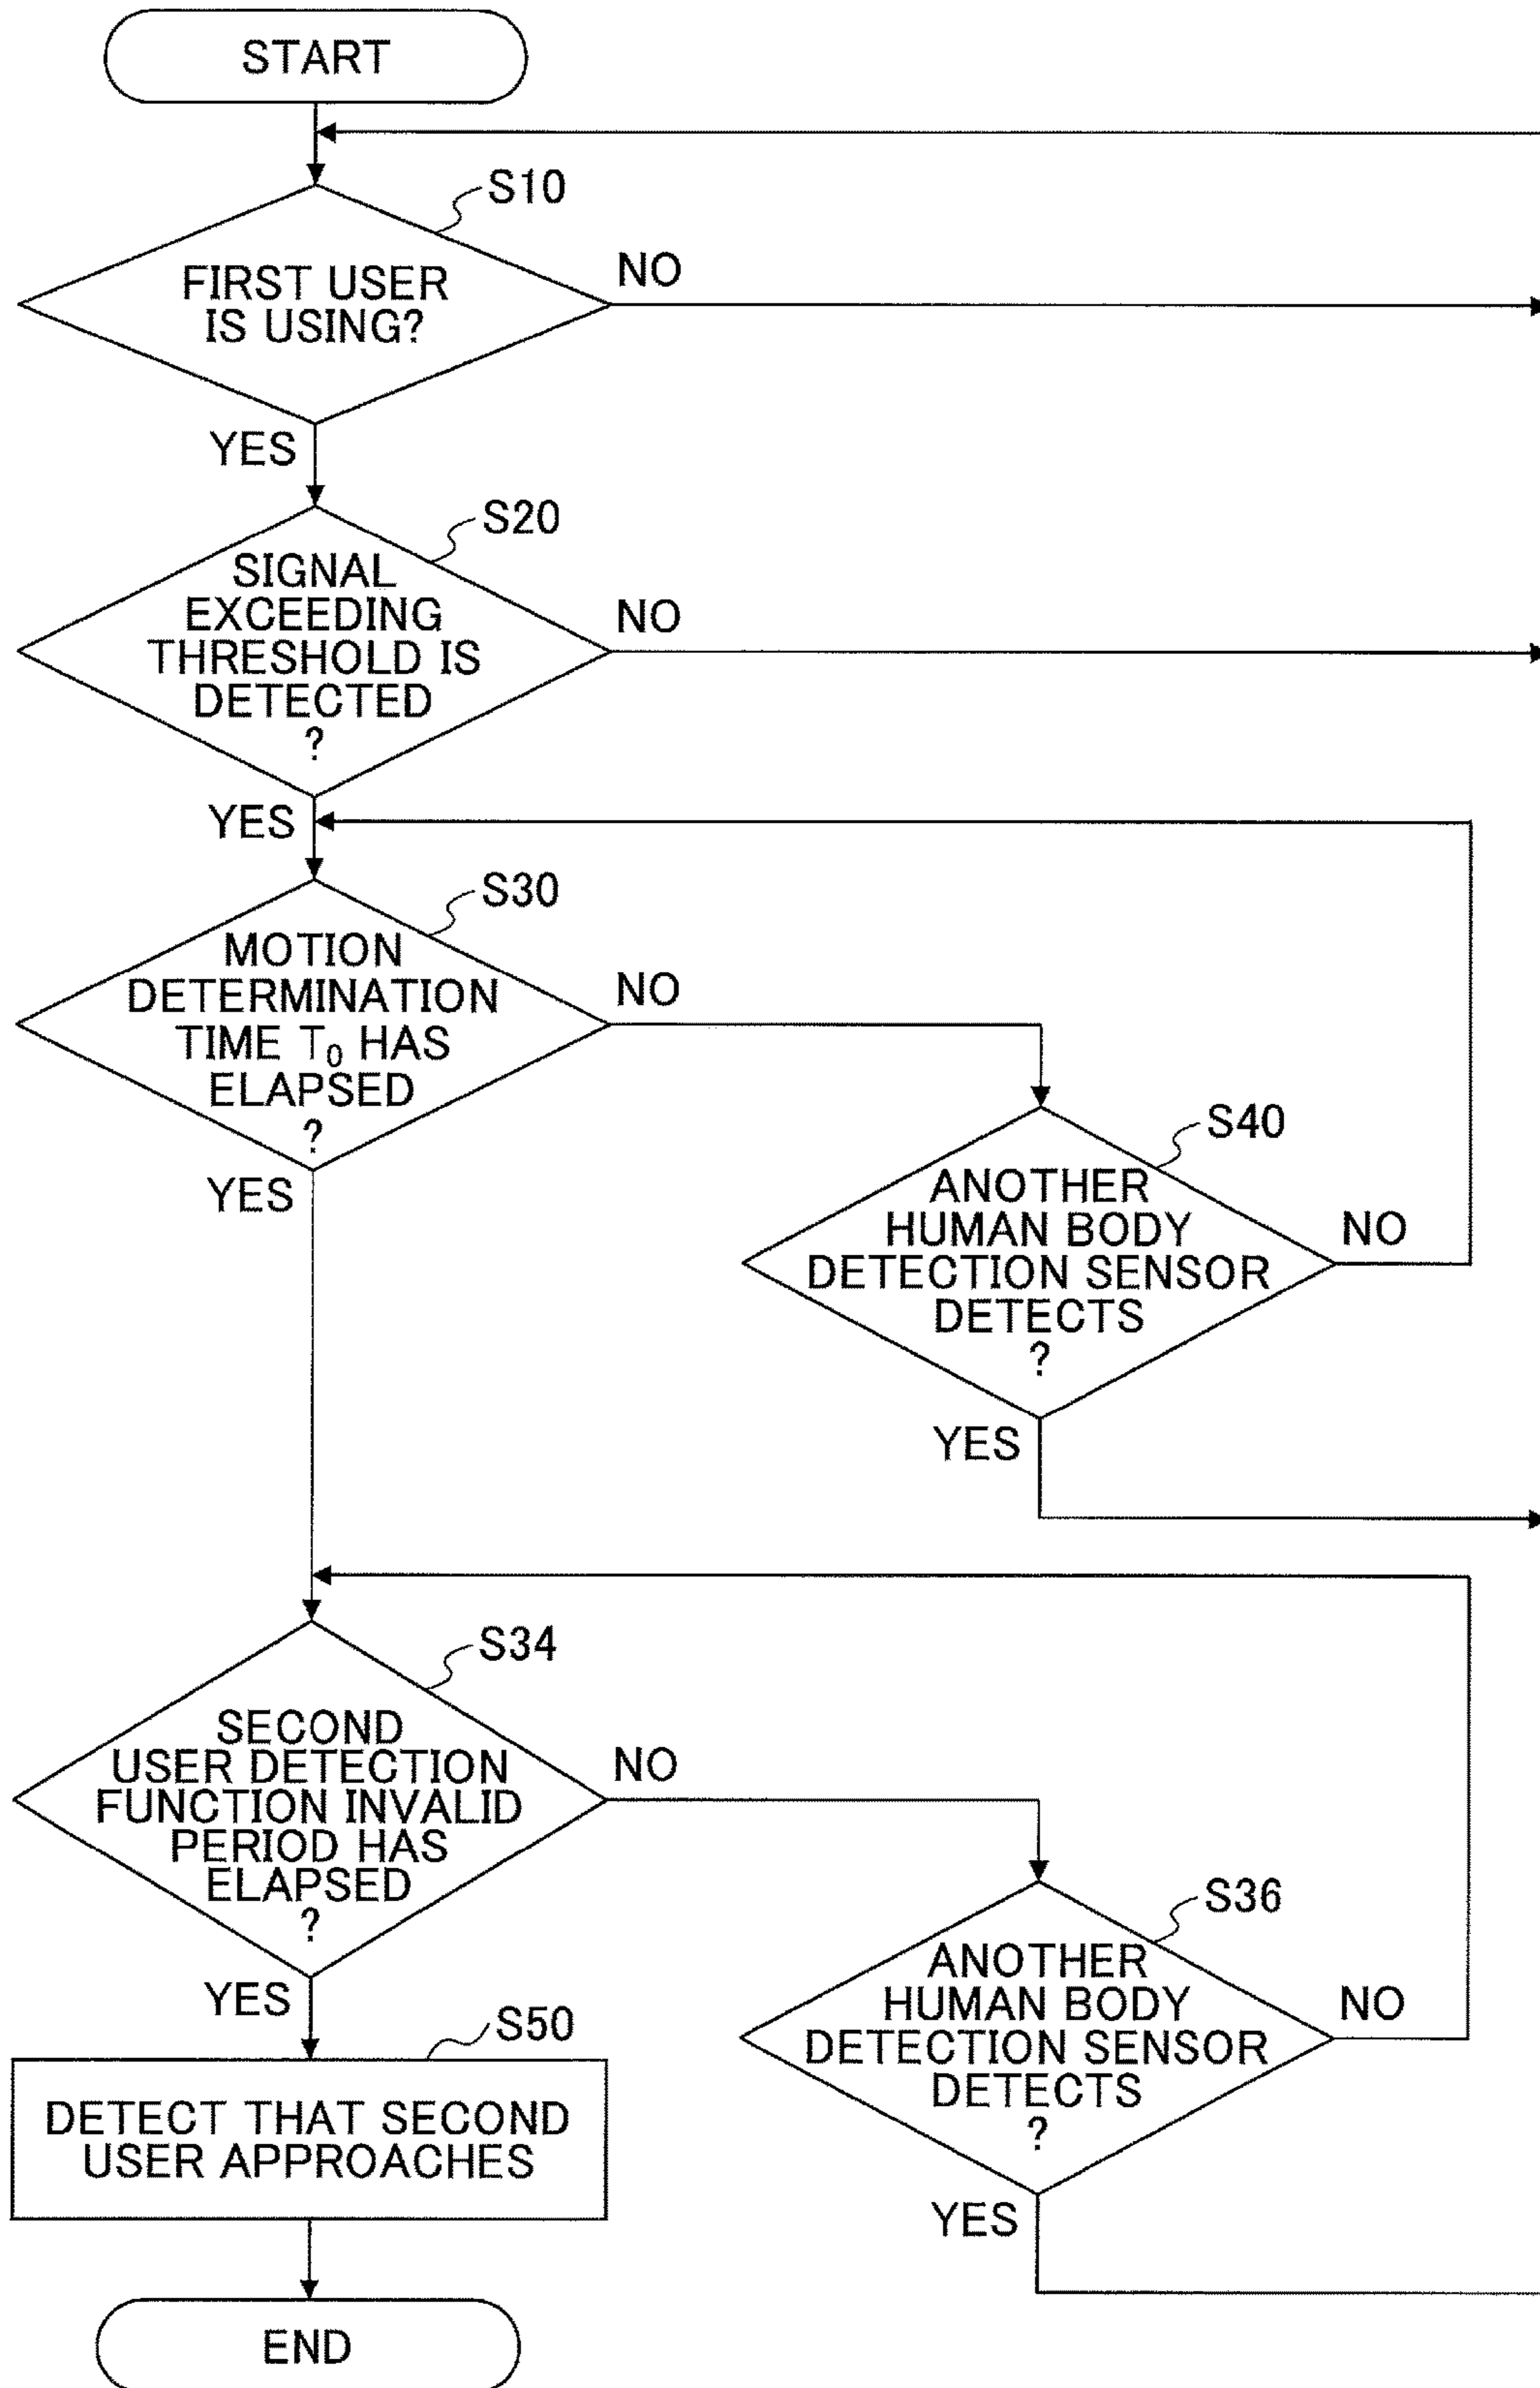 START
S10
FIRST USER
IS USING?
NO
YES
S20
SIGNAL
EXCEEDING
THRESHOLD IS
DETECTED
?
NO
YES
S30
MOTION
DETERMINATION
TIME T₀ HAS
ELAPSED
?
NO
YES
S40
ANOTHER
HUMAN BODY
DETECTION SENSOR
DETECTS
?
NO
YES
S34
SECOND
USER DETECTION
FUNCTION INVALID
PERIOD HAS
ELAPSED
?
NO
YES
S36
ANOTHER
HUMAN BODY
DETECTION SENSOR
DETECTS
?
NO
YES
S50
DETECT THAT SECOND
USER APPROACHES
END